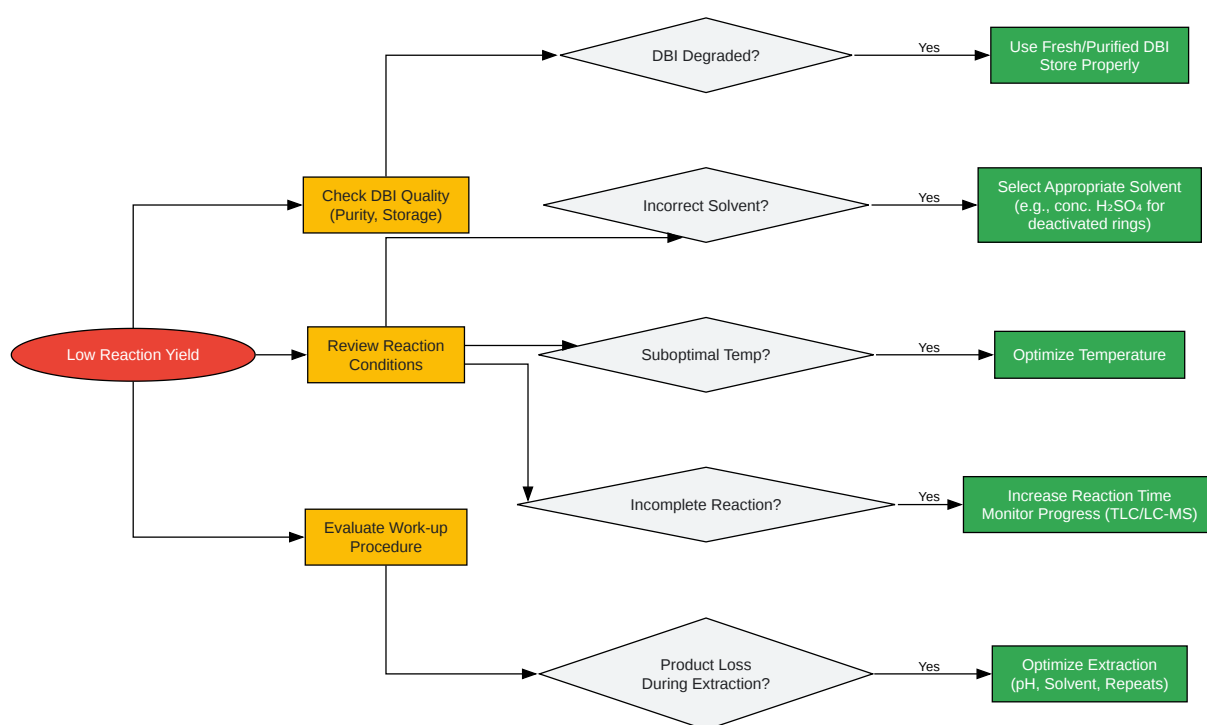 DBI Degraded?
Yes
Use Fresh/Purified DBI
Store Properly
Check DBI Quality
(Purity, Storage)
Incorrect Solvent?
Yes
Select Appropriate Solvent
(e.g., conc. H₂SO₄ for
deactivated rings)
Low Reaction Yield
Review Reaction
Conditions
Suboptimal Temp?
Yes
Optimize Temperature
Incomplete Reaction?
Yes
Increase Reaction Time
Monitor Progress (TLC/LC-MS)
Evaluate Work-up
Procedure
Product Loss
During Extraction?
Yes
Optimize Extraction
(pH, Solvent, Repeats)